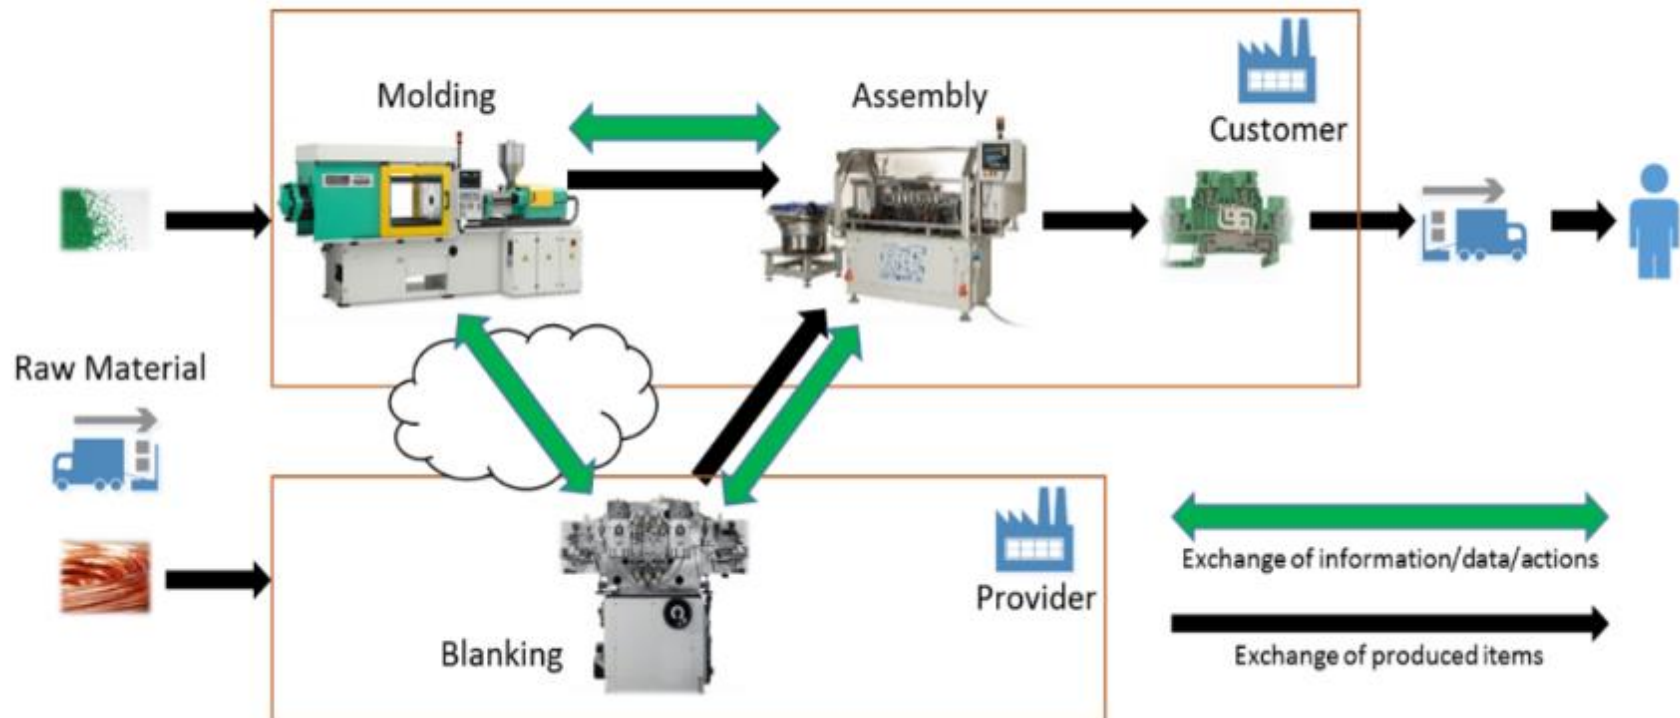 Molding
Assembly
Customer
Raw Material
Provider
Blanking
Exchange of information/data/actions
Exchange of produced items